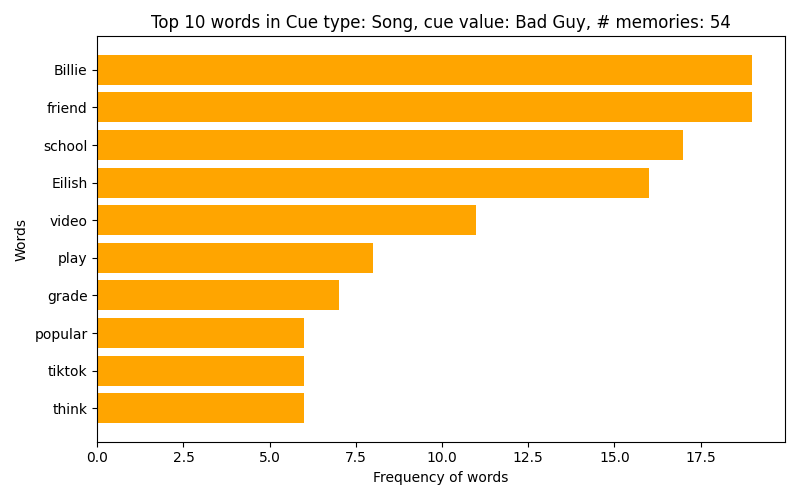 Top 10 words in Cue type: Song, cue value: Bad Guy, # memories: 54
Billie
friend
school
Eilish
video
play
grade
popular
tiktok
think
Words
0.0 2.5 5.0 7.5 10.0 12.5 15.0 17.5
Frequency of words